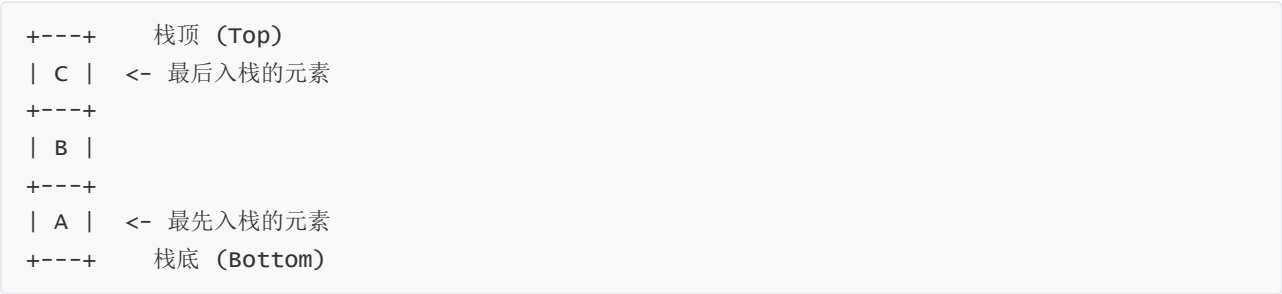 +---+    栈顶 (Top)
| C |  <- 最后入栈的元素
+---+
| B |
+---+
| A |  <- 最先入栈的元素
+---+    栈底 (Bottom)